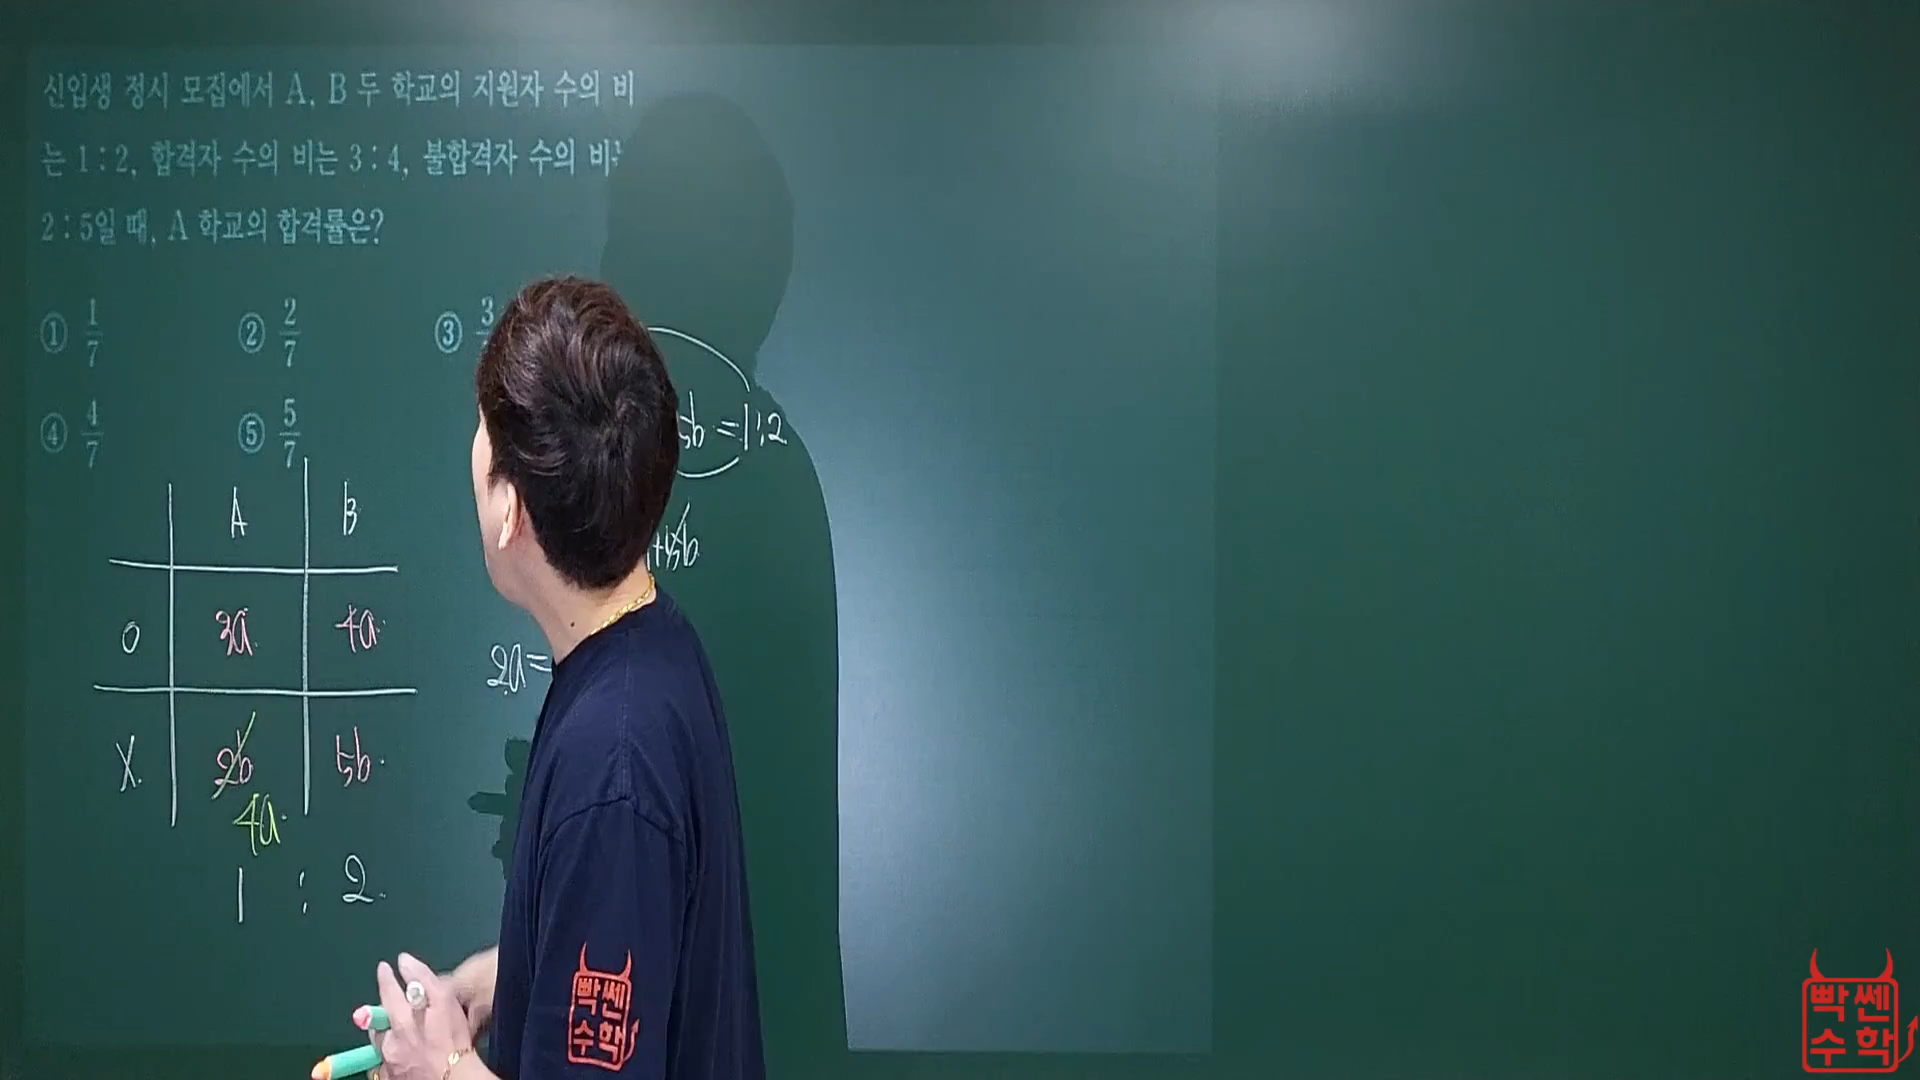 신입생 정시 모집에서 A, B 두 학교의 지원자 수의 비
는 1 : 2, 합격자 수의 비는 3 : 4, 불합격자 수의
2 : 5일 때, A 학교의 합격률은?
① 1/7 ② 2/7 ③
④ 4/7 ⑤ 5/7
5b = 1 : 2
A B
+5b
O 3a 4a
2a=
X 2b 5b
4a
1 : 2
빡쎈
수학
빡쎈
수학